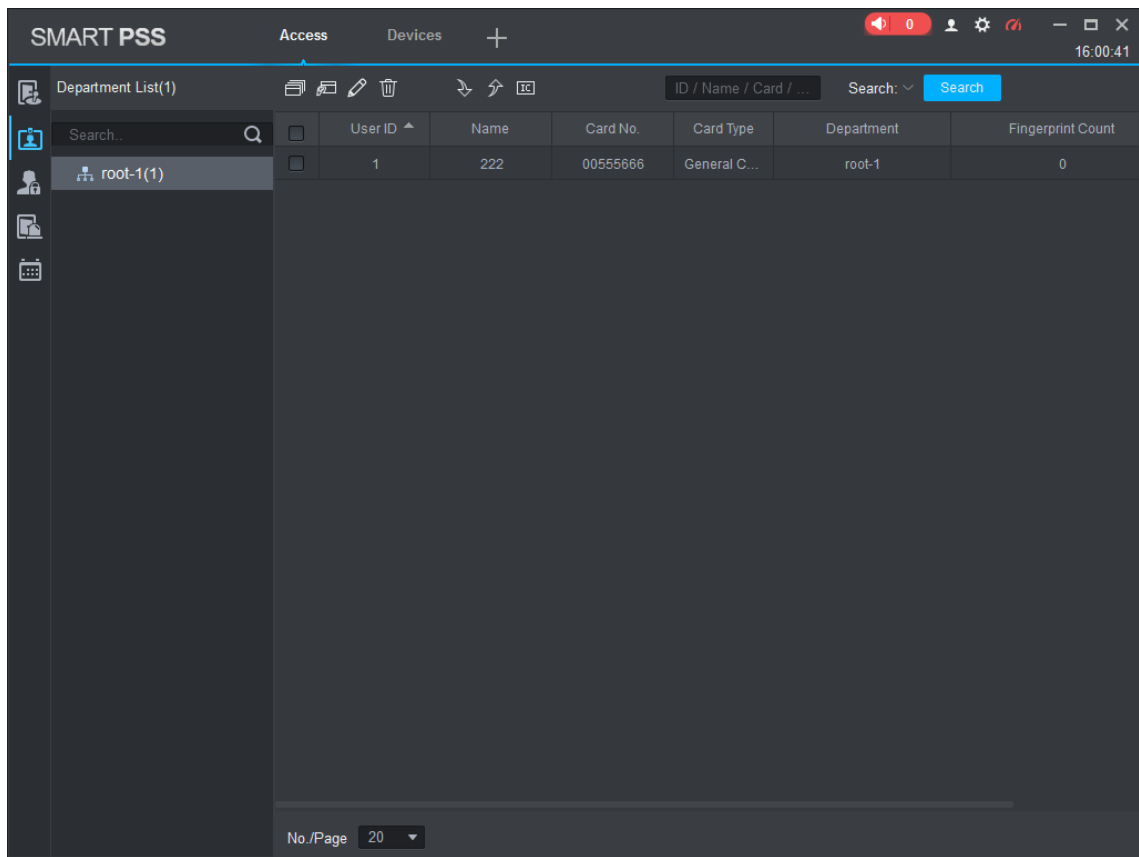 SMART PSS
Access
Devices
0
16:00:41
Department List(1)
IC
ID / Name / Card / ...
Search:
Search
Search..
User ID
Name
Card No.
Card Type
Department
Fingerprint Count
root-1(1)
1
222
00555666
General C...
root-1
0
No./Page
20